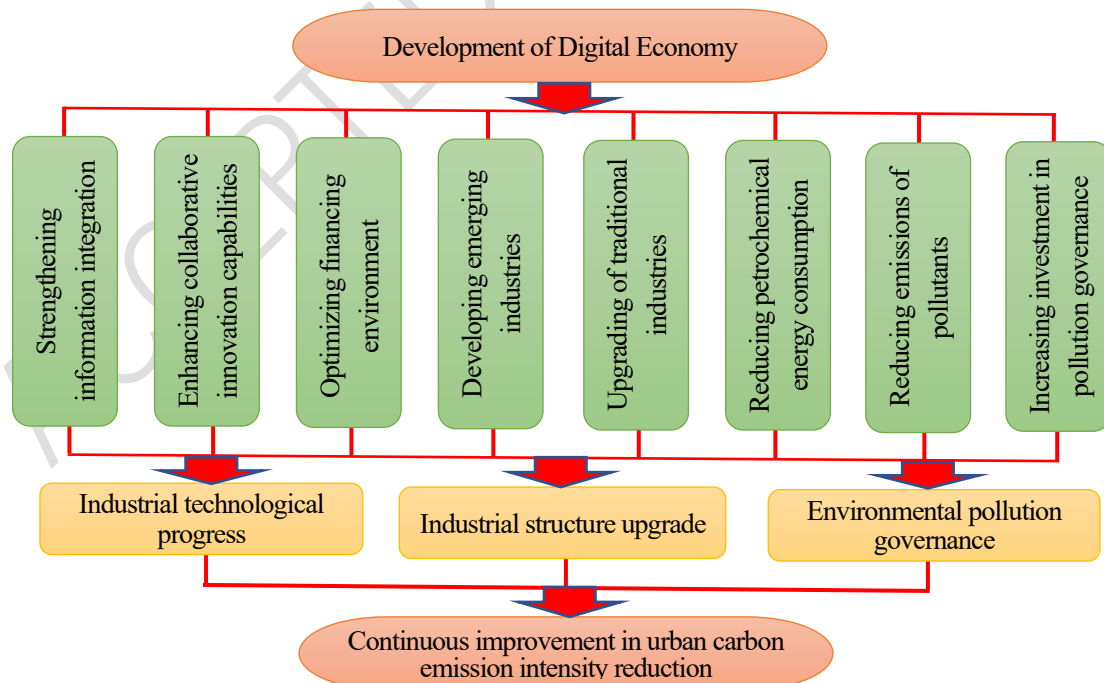 Development of Digital Economy
Strengthening
information integration
Enhancing collaborative
innovation capabilities
Optimizing financing
environment
Developing emerging
industries
Upgrading of traditional
industries
Reducing petrochemical
energy consumption
Reducing emissions of
pollutants
Increasing investment in
pollution governance
Industrial technological
progress
Industrial structure upgrade
Environmental pollution
governance
Continuous improvement in urban carbon
emission intensity reduction